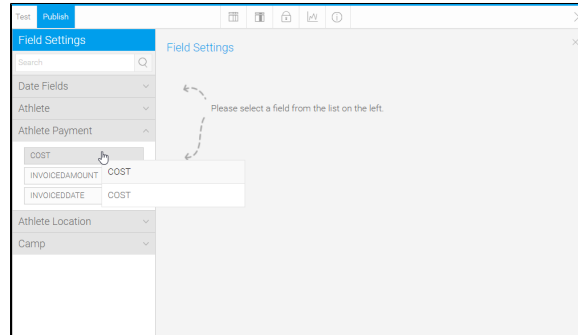 Test Publish
Field Settings
Field Settings
Search
Date Fields
Athlete
Please select a field from the list on the left.
Athlete Payment
COST
COST
INVOICEDAMOUNT
INVOICEDDATE
COST
Athlete Location
Camp